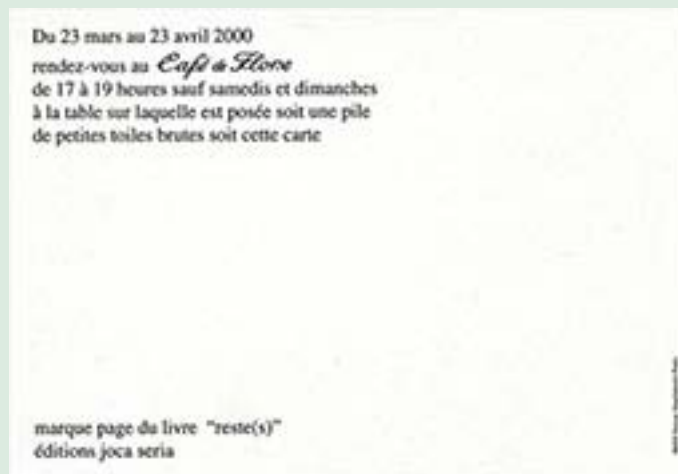 Du 23 mars au 23 avril 2000
rendez-vous au Café de Flore
de 17 à 19 heures sauf samedis et dimanches
à la table sur laquelle est posée soit une pile
de petites toiles brutes soit cette carte
marque page du livre "reste(s)"
éditions joca seria